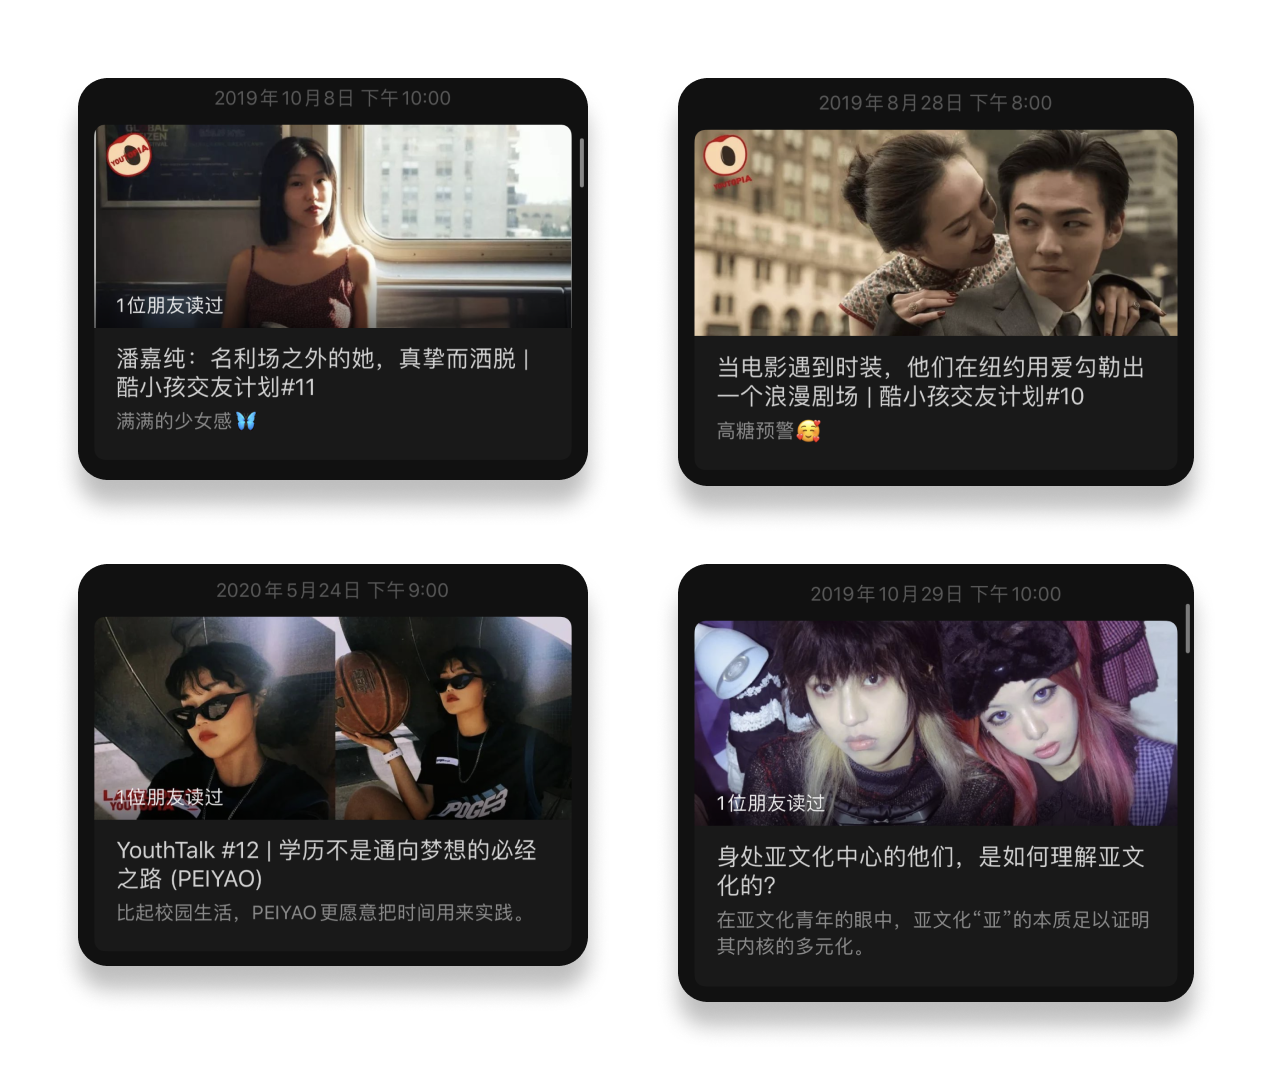 2019年10月8日 下午10:00
YOUTOPIA
1位朋友读过
潘嘉纯：名利场之外的她，真挚而洒脱 |
酷小孩交友计划#11
满满的少女感🦋
2019年8月28日 下午8:00
YOUTOPIA
当电影遇到时装，他们在纽约用爱勾勒出
一个浪漫剧场 | 酷小孩交友计划#10
高糖预警🥰
2020年5月24日 下午9:00
1位朋友读过
YOUTOPIA
YouthTalk #12 | 学历不是通向梦想的必经
之路 (PEIYAO)
比起校园生活，PEIYAO更愿意把时间用来实践。
2019年10月29日 下午10:00
1位朋友读过
身处亚文化中心的他们，是如何理解亚文
化的?
在亚文化青年的眼中，亚文化“亚”的本质足以证明
其内核的多元化。